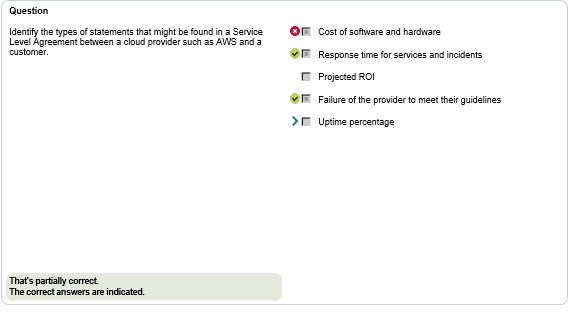 Question
Identify the types of statements that might be found in a Service
Level Agreement between a cloud provider such as AWS and a
customer.
Cost of software and hardware
Response time for services and incidents
Projected ROI
Failure of the provider to meet their guidelines
Uptime percentage
That's partially correct.
The correct answers are indicated.